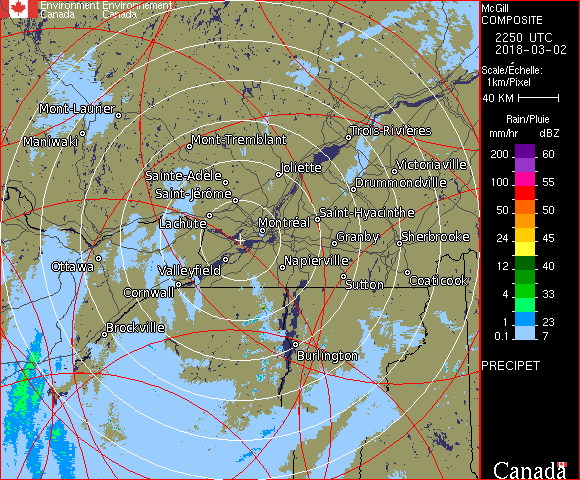 Environment Environnement
Canada Canada
McGill
COMPOSITE
2250 UTC
2018-03-02
Scale/Échelle:
1km/Pixel
40 KM
Rain/Pluie
mm/hr dBZ
200 60
100 55
50 50
24 45
12 40
4 35
2 30
1 23
0.1 7
PRECIPET
Canada
Mont-Laurier
Maniwaki
Mont-Tremblant
Trois-Rivières
Sainte-Adèle
Joliette
Victoriaville
Saint-Jérôme
Drummondville
Lachute
Saint-Hyacinthe
Montréal
Granby
Sherbrooke
Ottawa
Valleyfield
Napierville
Cornwall
Sutton
Coaticook
Brockville
Burlington